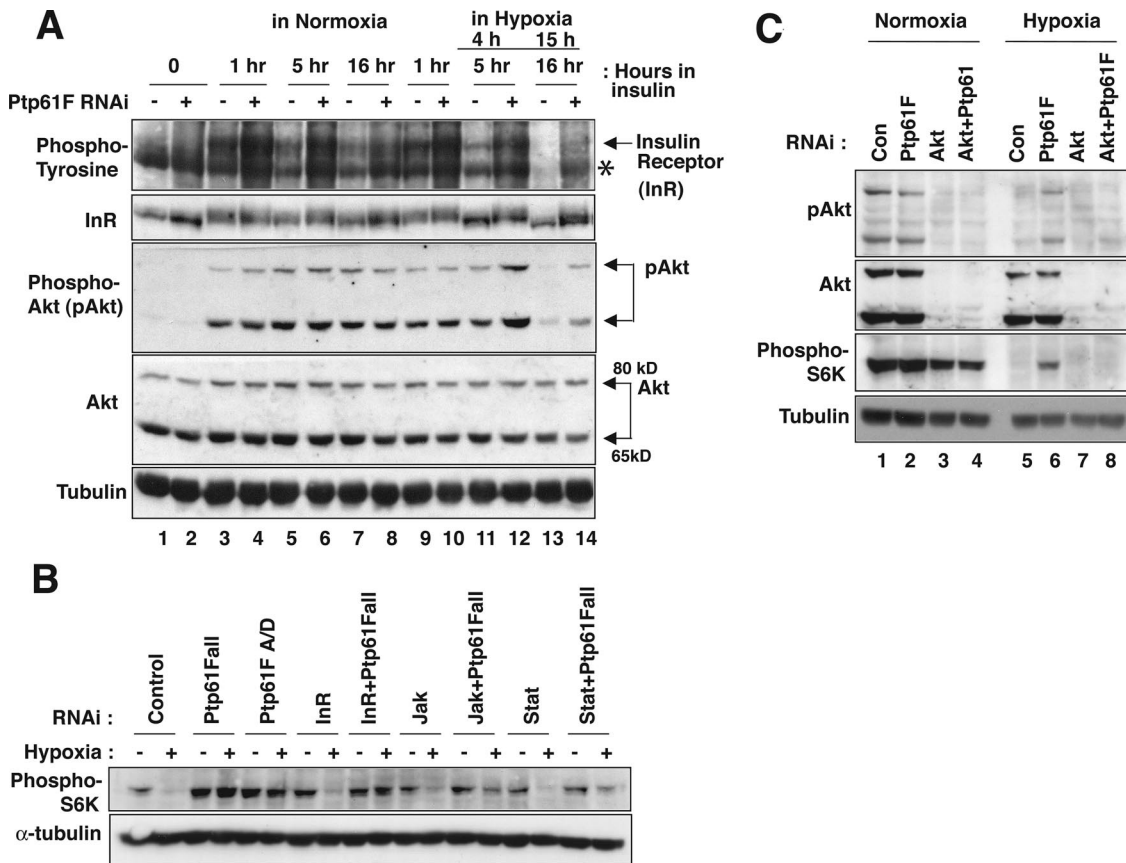 A
in Normoxia
in Hypoxia
4 h 15 h
0 1 hr 5 hr 16 hr 1 hr 5 hr 16 hr : Hours in insulin
Ptp61F RNAi - + - + - + - + - + - + - +
Phospho-Tyrosine
Insulin Receptor (InR)
*
InR
Phospho-Akt (pAkt)
pAkt
Akt
80 kD
Akt
65kD
Tubulin
1 2 3 4 5 6 7 8 9 10 11 12 13 14
B
RNAi : Control Ptp61Fall Ptp61F A/D InR InR+Ptp61Fall Jak Jak+Ptp61Fall Stat Stat+Ptp61Fall
Hypoxia : - + - + - + - + - + - + - + - + - +
Phospho-S6K
α-tubulin
C
Normoxia Hypoxia
RNAi : Con Ptp61F Akt Akt+Ptp61 Con Ptp61F Akt Akt+Ptp61F
pAkt
Akt
Phospho-S6K
Tubulin
1 2 3 4 5 6 7 8